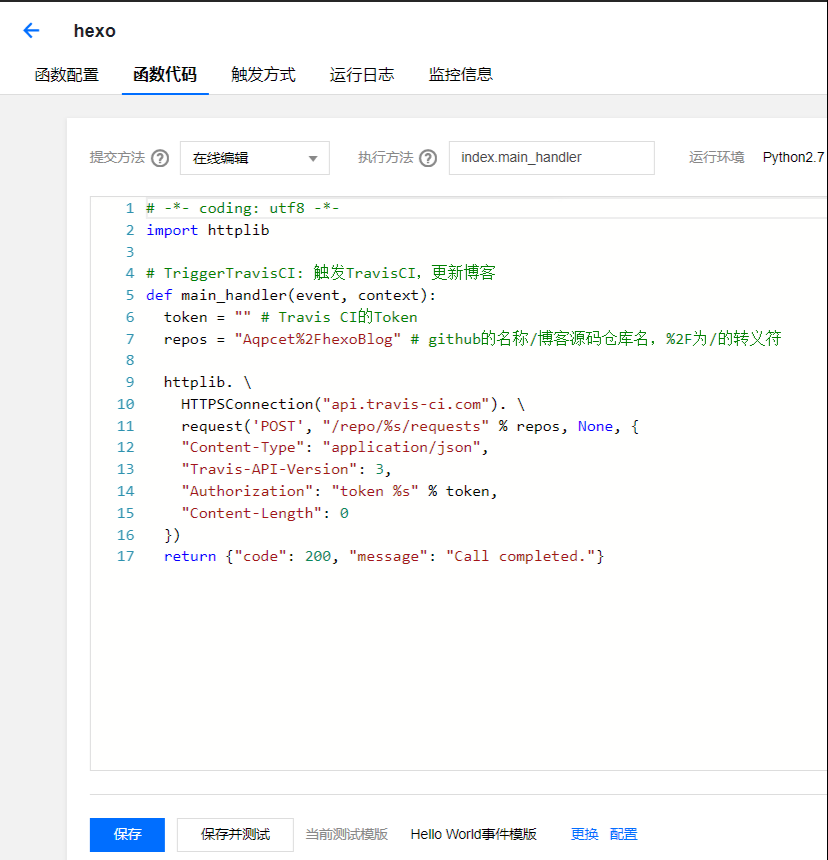 hexo
函数配置 函数代码 触发方式 运行日志 监控信息
提交方法 ? 在线编辑 执行方法 ? index.main_handler 运行环境 Python2.7
1 # -*- coding: utf8 -*-
2 import httplib
3
4 # TriggerTravisCI: 触发TravisCI，更新博客
5 def main_handler(event, context):
6   token = "" # Travis CI的Token
7   repos = "Aqpcet%2FhexoBlog" # github的名称/博客源码仓库名，%2F为/的转义符
8
9   httplib. \
10     HTTPSConnection("api.travis-ci.com"). \
11     request('POST', "/repo/%s/requests" % repos, None, {
12     "Content-Type": "application/json",
13     "Travis-API-Version": 3,
14     "Authorization": "token %s" % token,
15     "Content-Length": 0
16   })
17   return {"code": 200, "message": "Call completed."}
保存 保存并测试 当前测试模版 Hello World事件模版 更换 配置